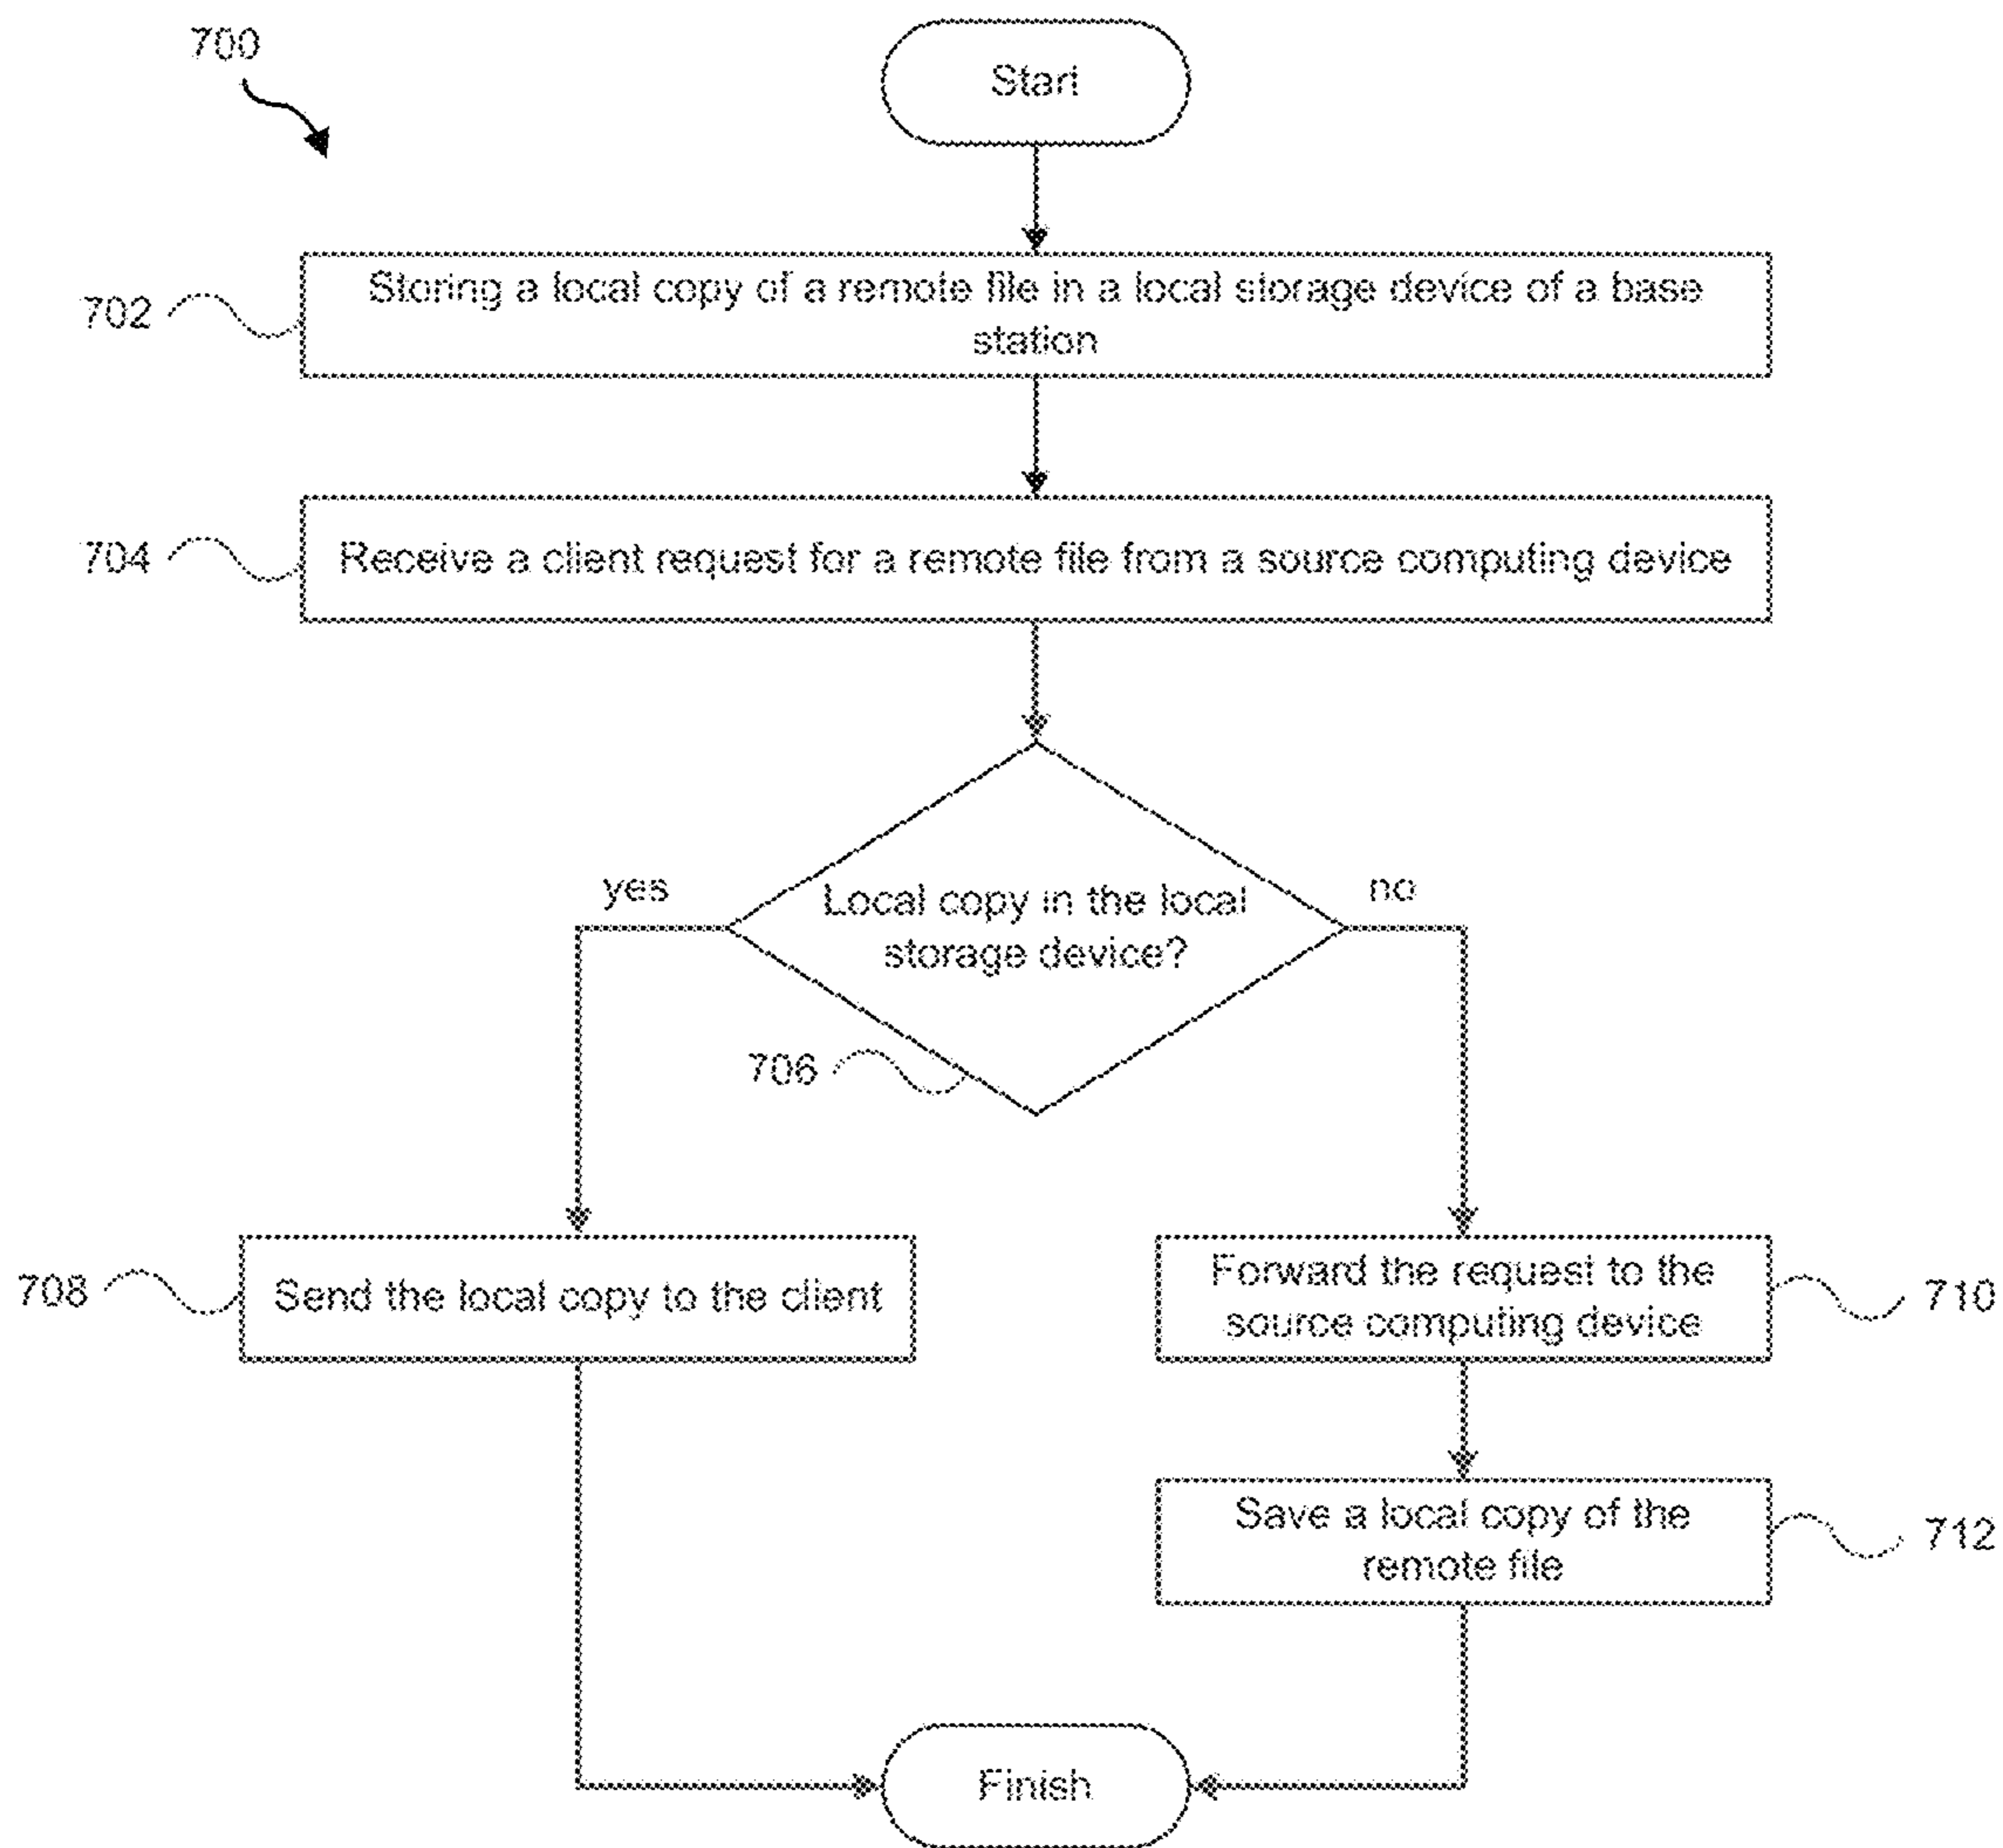 700
Start
702
Storing a local copy of a remote file in a local storage device of a base
station
704
Receive a client request for a remote file from a source computing device
yes
Local copy in the local
storage device?
no
706
708
Send the local copy to the client
Forward the request to the
source computing device
710
Save a local copy of the
remote file
712
Finish